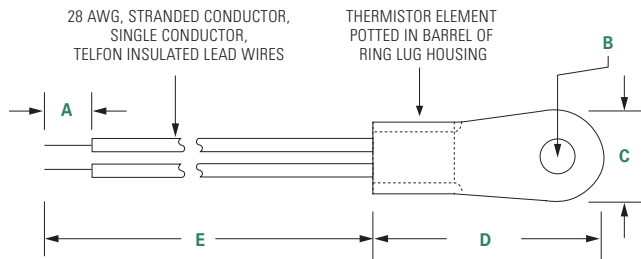 28 AWG, STRANDED CONDUCTOR,
SINGLE CONDUCTOR,
TELFON INSULATED LEAD WIRES
THERMISTOR ELEMENT
POTTED IN BARREL OF
RING LUG HOUSING
B
A
C
E
D